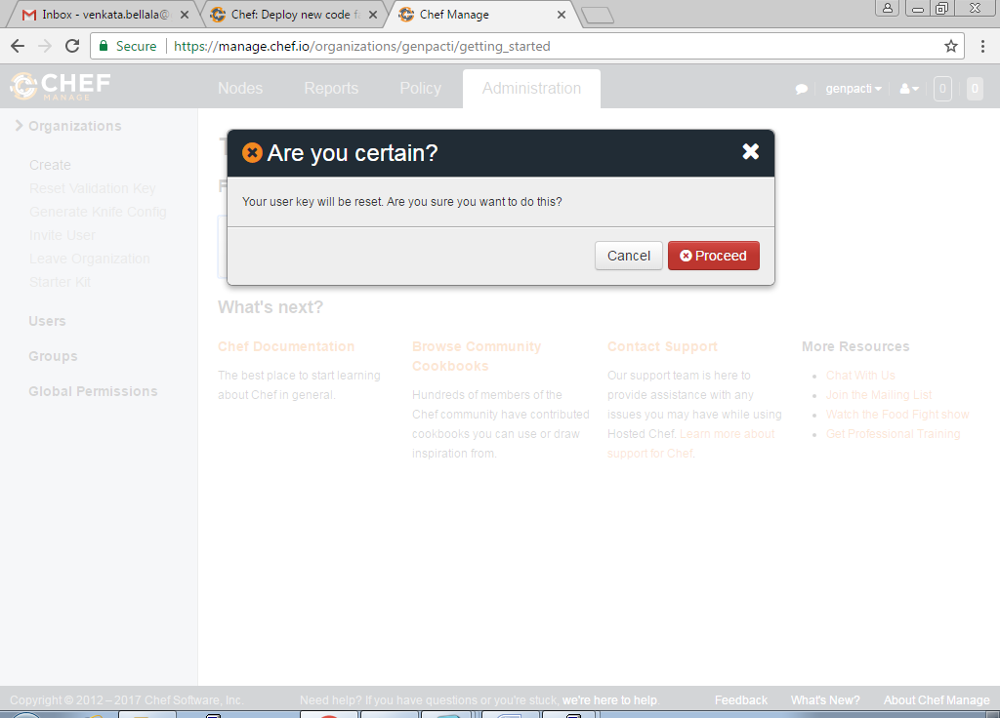 Inbox - venkata.bellala@
Chef: Deploy new code fa
Chef Manage
Secure
https://manage.chef.io/organizations/genpacti/getting_started
CHEF
MANAGE
Nodes
Reports
Policy
Administration
genpacti
0
0
Organizations
Create
Reset Validation Key
Generate Knife Config
Invite User
Leave Organization
Starter Kit
Users
Groups
Global Permissions
Are you certain?
Your user key will be reset. Are you sure you want to do this?
Cancel
Proceed
What's next?
Chef Documentation
The best place to start learning
about Chef in general.
Browse Community
Cookbooks
Hundreds of members of the
Chef community have contributed
cookbooks you can use or draw
inspiration from.
Contact Support
Our support team is here to
provide assistance with any
issues you may have while using
Hosted Chef. Learn more about
support for Chef.
More Resources
Chat With Us
Join the Mailing List
Watch the Food Fight show
Get Professional Training
Copyright © 2012 – 2017 Chef Software, Inc.
Need help? If you have questions or you're stuck, we're here to help.
Feedback
What's New?
About Chef Manage